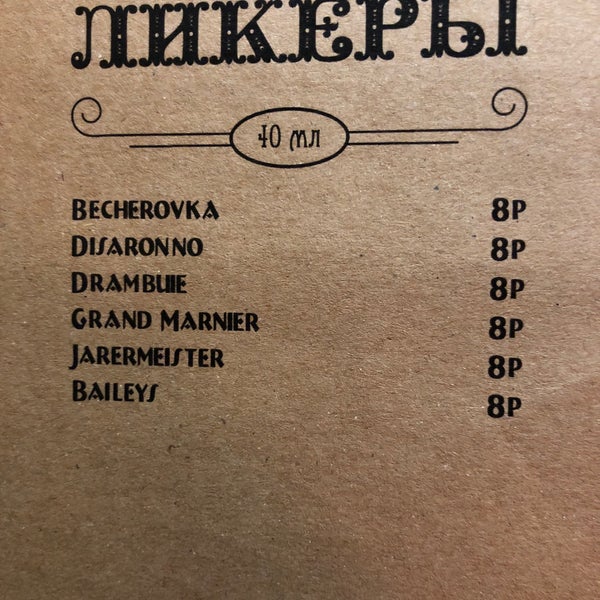 ЛИКЕРЫ
40 мл
BECHEROVKA 8Р
DISARONNO 8Р
DRAMBUIE 8Р
GRAND MARNIER 8Р
JARERMEISTER 8Р
BAILEYS 8Р